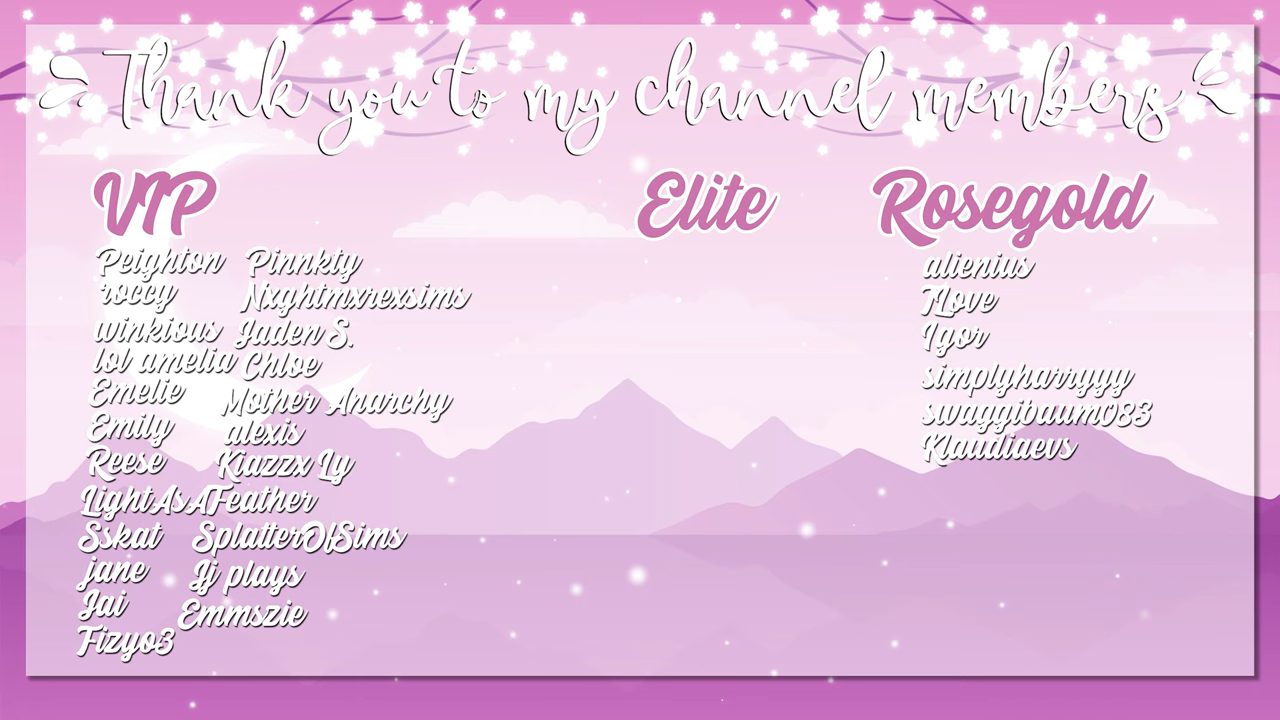 Thank you to my channel members
VIP
Peighton Pinnkty
roccy Nxghtmxrexsims
winkious Jaden S.
lol amelia Chloe
Emelie Mother Anarchy
Emily alexis
Reese Kiazzx Ly
LightAsAFeather
Sskat SplatterOfSims
jane Ij plays
Jai Emmszie
Fizyo3
Elite
Rosegold
alienius
TLove
Igor
simplyharryyy
swaggibaum083
Klaudiaevs